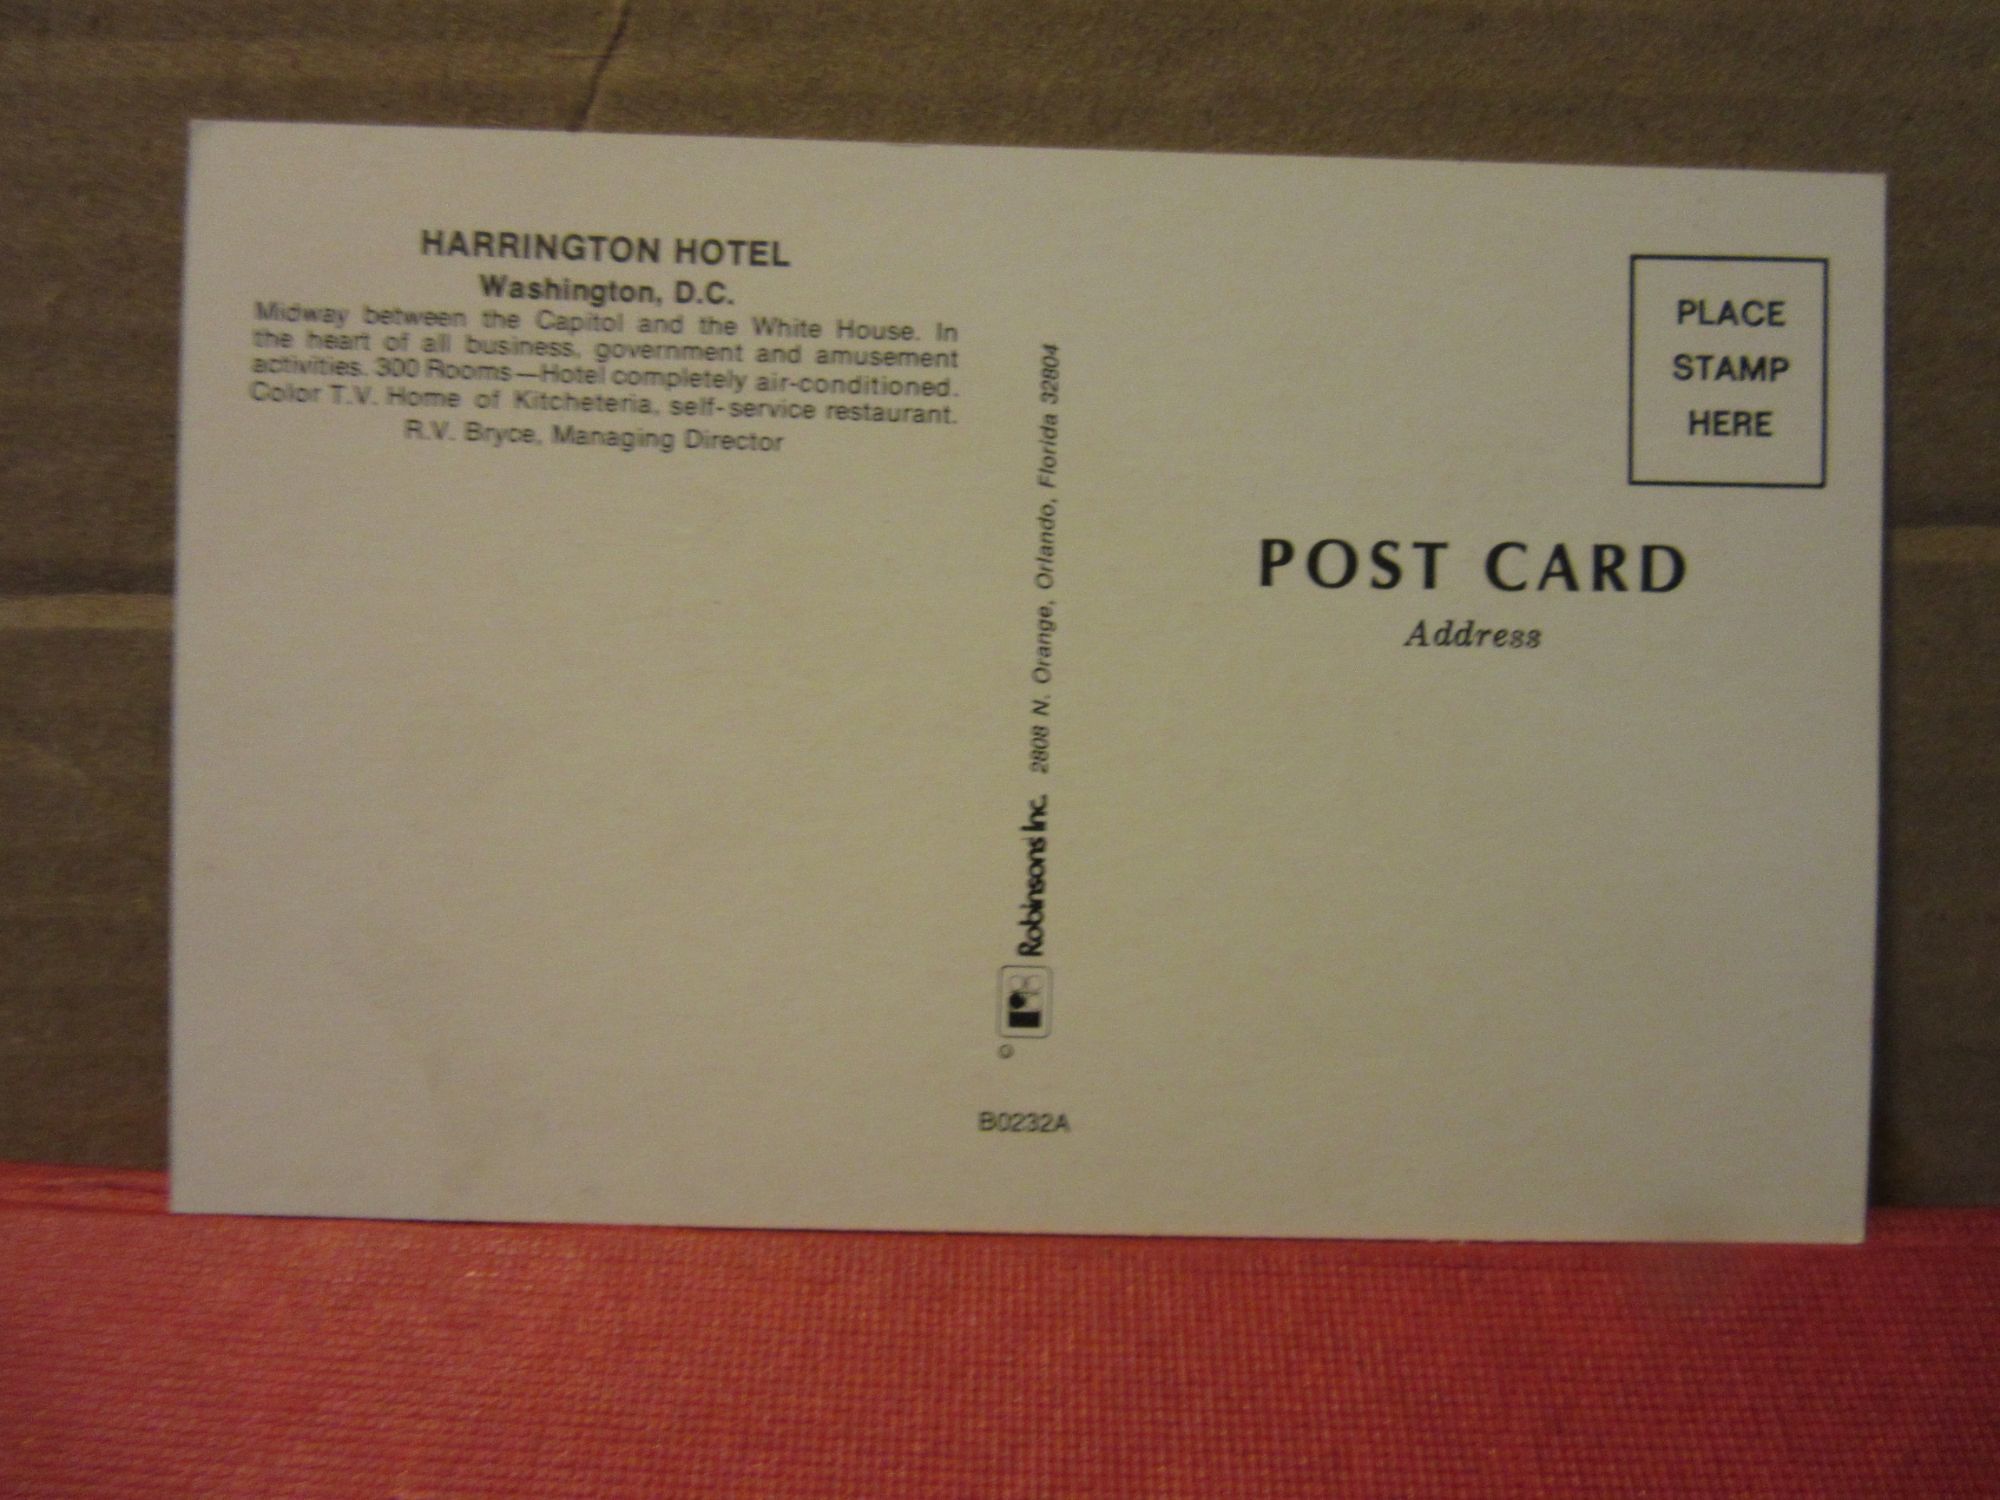 HARRINGTON HOTEL
Washington, D.C.
Midway between the Capitol and the White House. In
the heart of all business, government and amusement
activities. 300 Rooms—Hotel completely air-conditioned.
Color T.V. Home of Kitcheteria, self-service restaurant.
R.V. Bryce, Managing Director
© Robinsons Inc. 2808 N. Orange, Orlando, Florida 32804
B0232A
PLACE
STAMP
HERE
POST CARD
Address